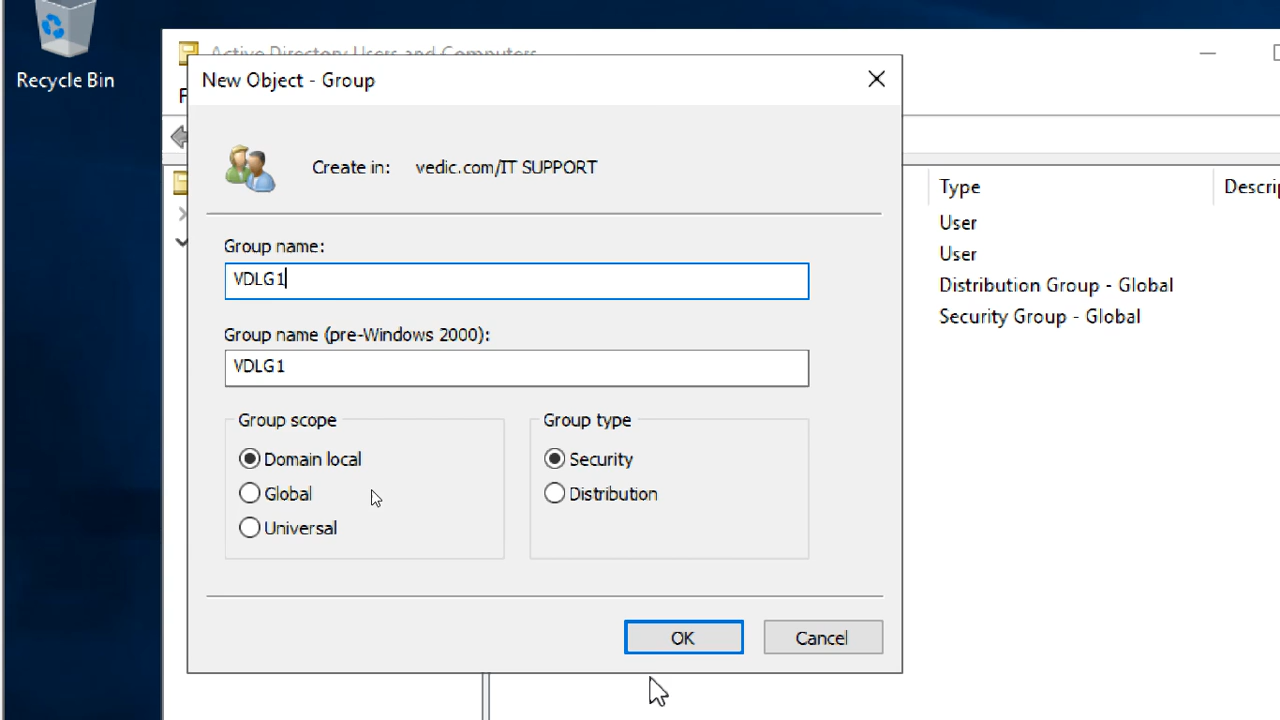 Recycle Bin
Active Directory Users and Computers
New Object - Group
Create in: vedic.com/IT SUPPORT
Group name:
VDLG1
Group name (pre-Windows 2000):
VDLG1
Group scope
Domain local
Global
Universal
Group type
Security
Distribution
OK
Cancel
Type
User
User
Distribution Group - Global
Security Group - Global